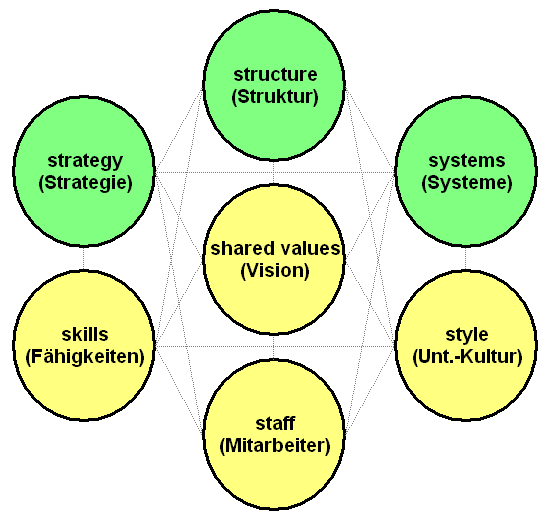 structure
(Struktur)
strategy
(Strategie)
systems
(Systeme)
shared values
(Vision)
skills
(Fähigkeiten)
style
(Unt.-Kultur)
staff
(Mitarbeiter)